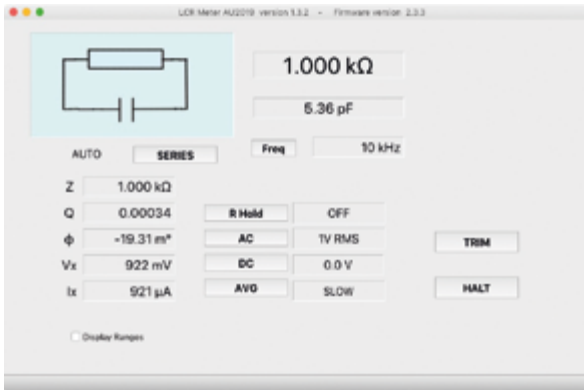 LCR Meter AU2019 version 1.3.2 - Firmware version 2.3.3
1.000 kΩ
5.36 pF
AUTO SERIES Freq 10 kHz
Z 1.000 kΩ
Q 0.00034 R Hold OFF
ϕ -19.31 m° AC 1V RMS TRIM
Vx 922 mV DC 0.0 V
Ix 921 µA AVG SLOW HALT
Display Ranges